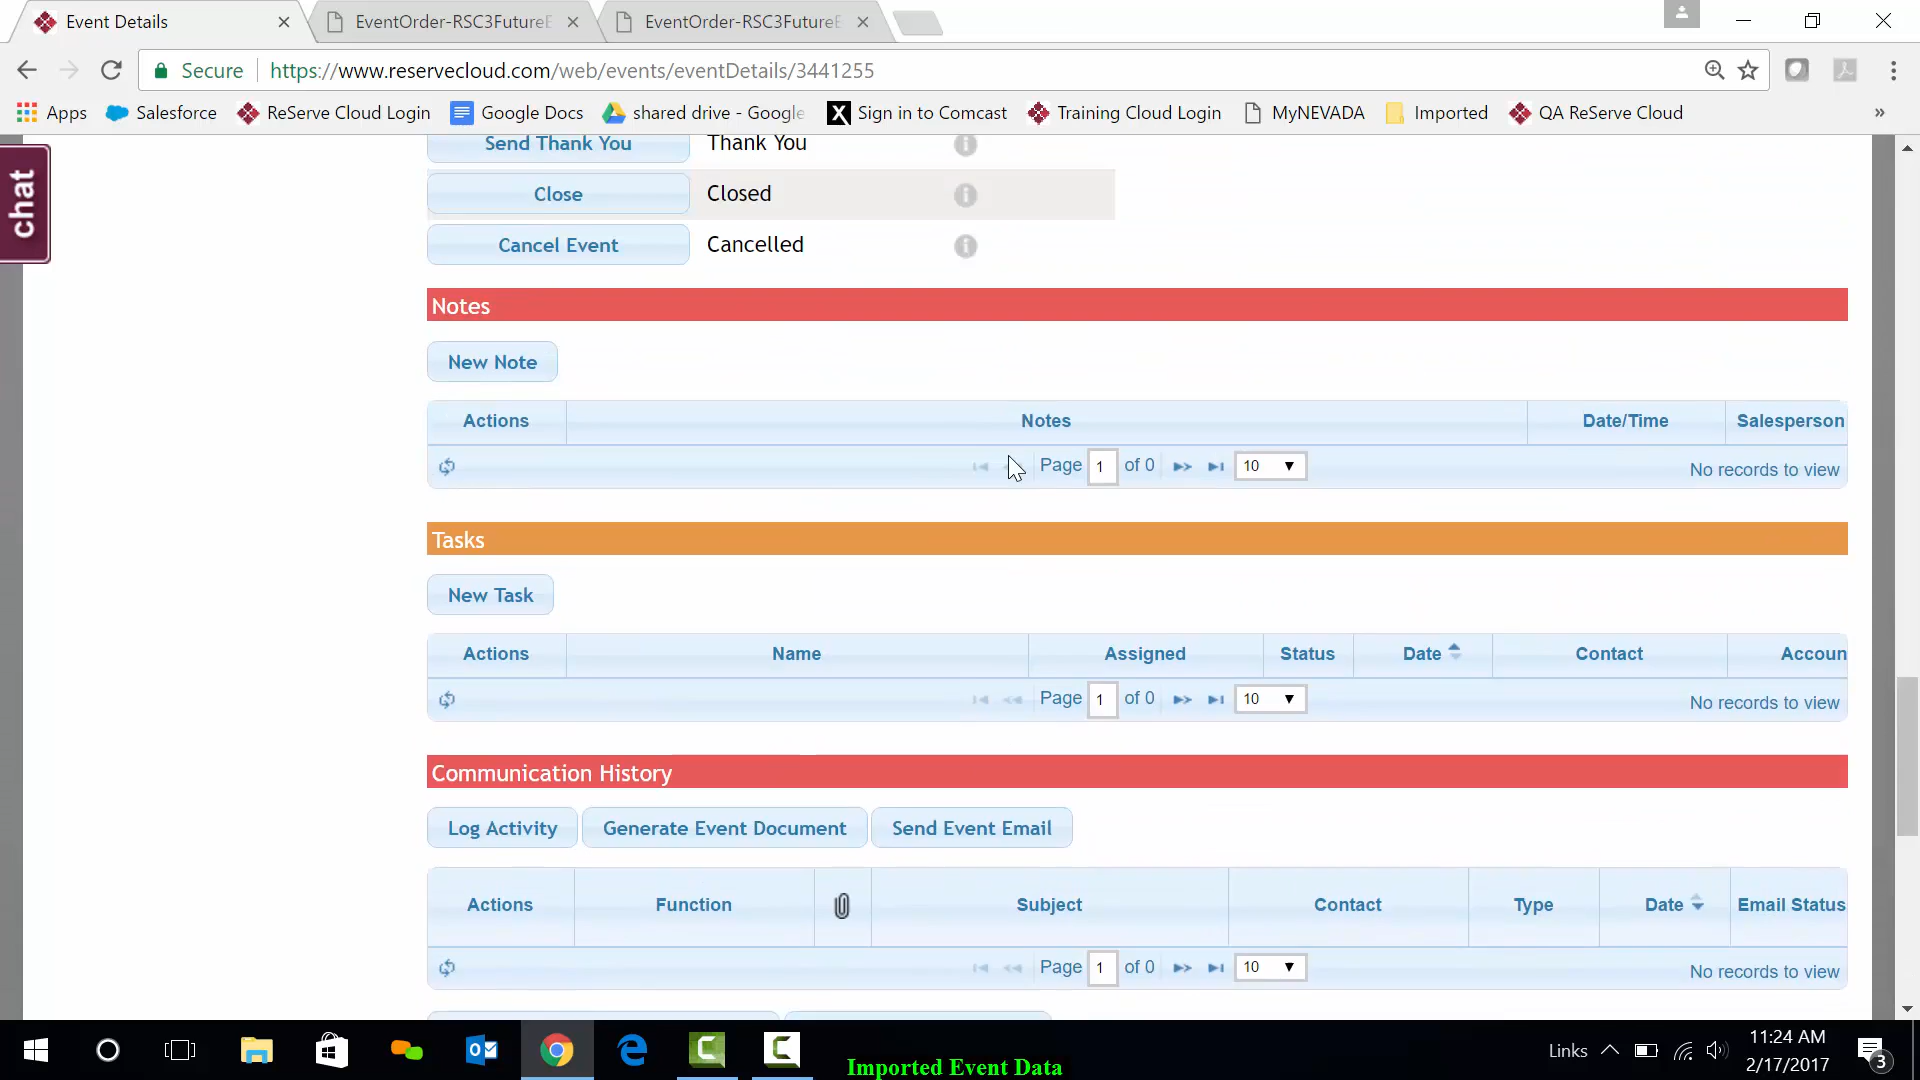 Event Details
EventOrder-RSC3FutureE
EventOrder-RSC3FutureE
Secure
https://www.reservecloud.com/web/events/eventDetails/3441255
Apps
Salesforce
ReServe Cloud Login
Google Docs
shared drive - Google
Sign in to Comcast
Training Cloud Login
MyNEVADA
Imported
QA ReServe Cloud
»
chat
Send Thank You
Thank You
Close
Closed
Cancel Event
Cancelled
Notes
New Note
Actions
Notes
Date/Time
Salesperson
Page 1 of 0
10
No records to view
Tasks
New Task
Actions
Name
Assigned
Status
Date
Contact
Accoun
Page 1 of 0
10
No records to view
Communication History
Log Activity
Generate Event Document
Send Event Email
Actions
Function
Subject
Contact
Type
Date
Email Status
Page 1 of 0
10
No records to view
Imported Event Data
Links
11:24 AM
2/17/2017
3